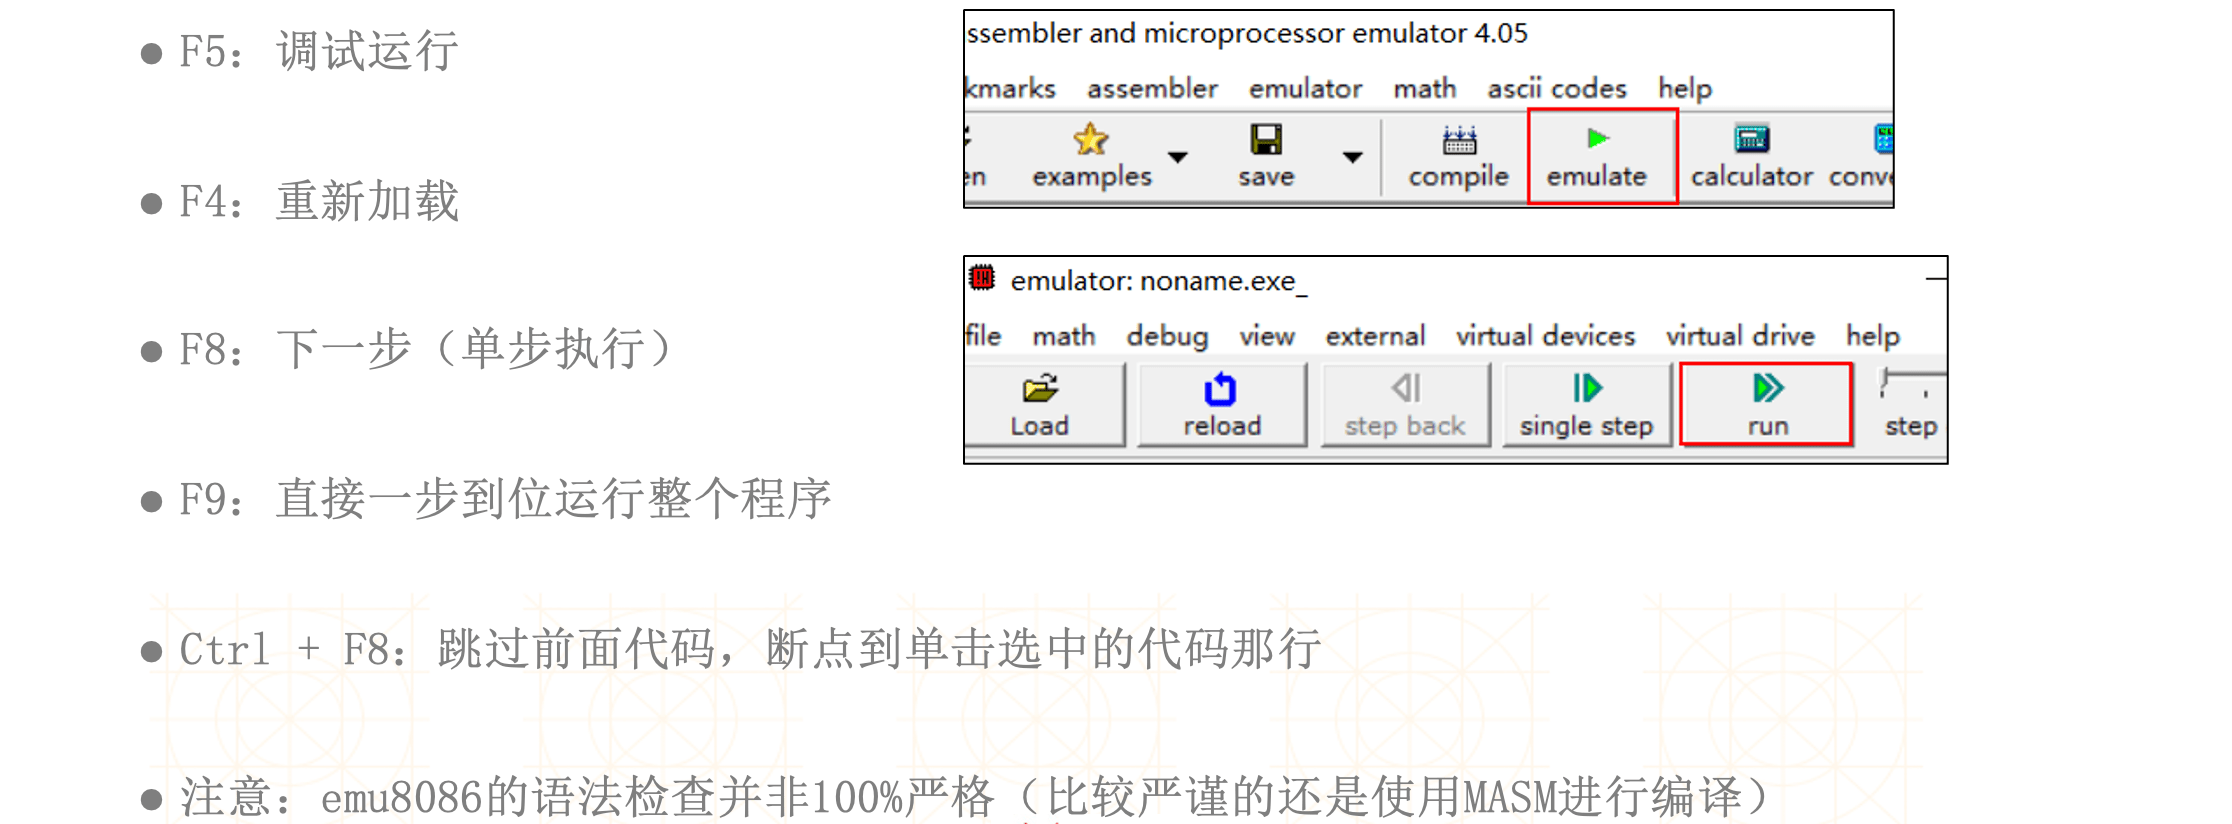 ● F5：调试运行
● F4：重新加载
● F8：下一步（单步执行）
● F9：直接一步到位运行整个程序
● Ctrl + F8：跳过前面代码，断点到单击选中的代码那行
● 注意：emu8086的语法检查并非100%严格（比较严谨的还是使用MASM进行编译）
ssembler and microprocessor emulator 4.05
kmarks assembler emulator math ascii codes help
en examples save compile emulate calculator conve
emulator: noname.exe_
file math debug view external virtual devices virtual drive help
Load reload step back single step run step